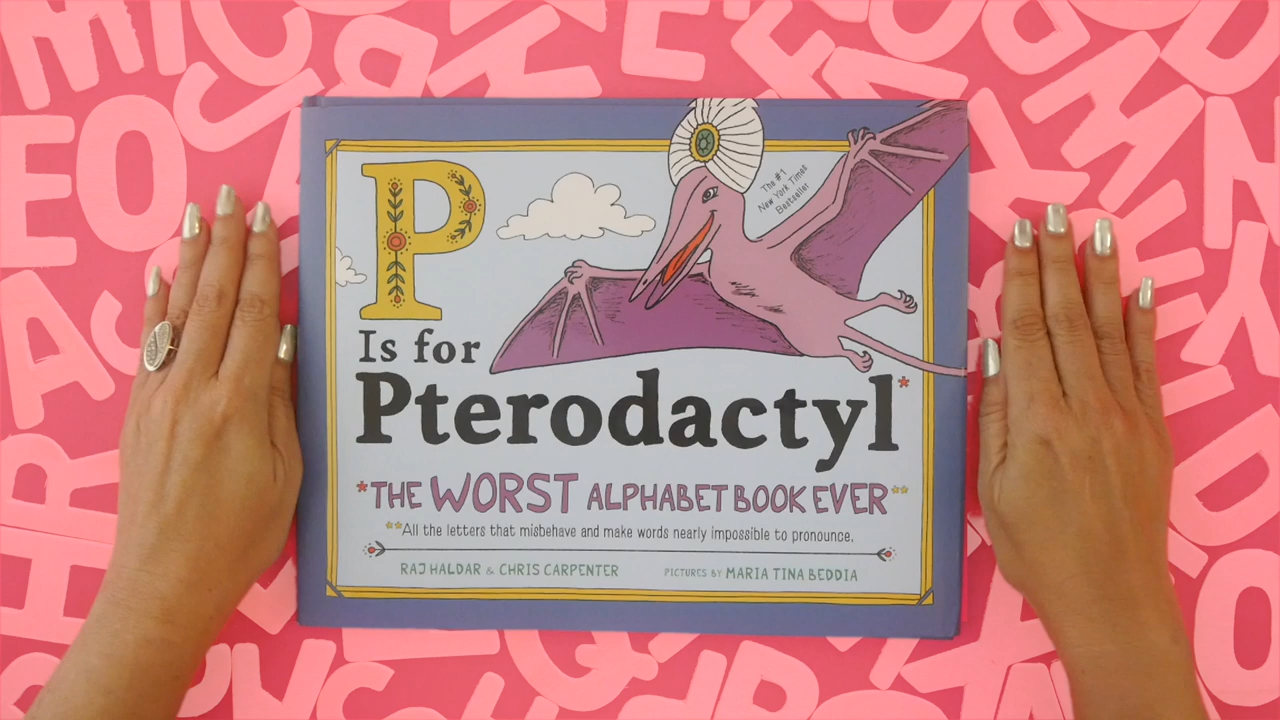 P
The #1
New York Times
Bestseller
Is for
Pterodactyl*
*THE WORST ALPHABET BOOK EVER**
**All the letters that misbehave and make words nearly impossible to pronounce.
RAJ HALDAR & CHRIS CARPENTER PICTURES BY MARIA TINA BEDDIA